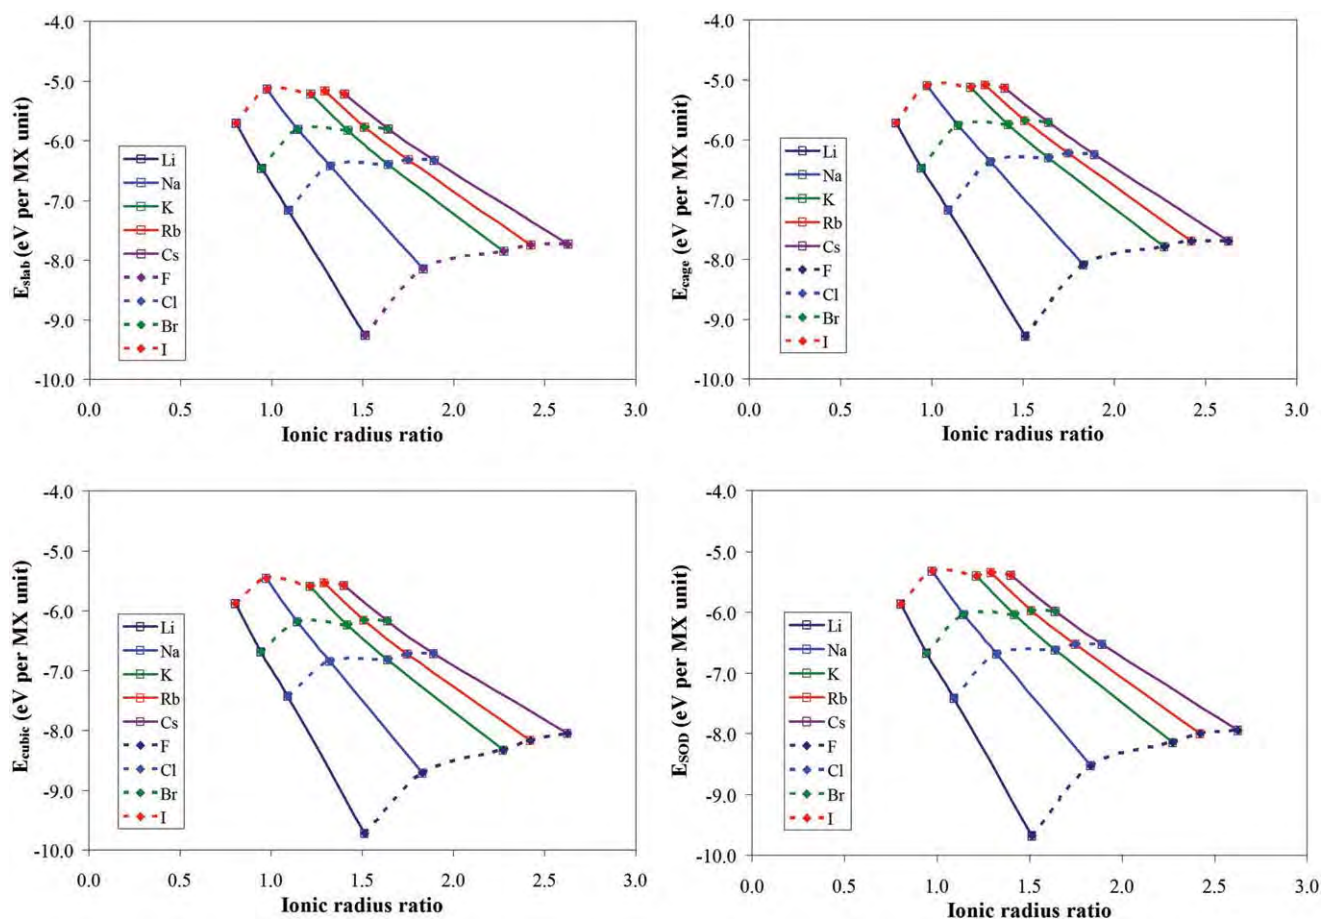 E_slab (eV per MX unit)
-4.0
-5.0
-6.0
-7.0
-8.0
-9.0
-10.0
Li
Na
K
Rb
Cs
F
Cl
Br
I
0.0 0.5 1.0 1.5 2.0 2.5 3.0
Ionic radius ratio
E_cage (eV per MX unit)
-4.0
-5.0
-6.0
-7.0
-8.0
-9.0
-10.0
Li
Na
K
Rb
Cs
F
Cl
Br
I
0.0 0.5 1.0 1.5 2.0 2.5 3.0
Ionic radius ratio
E_cubic (eV per MX unit)
-4.0
-5.0
-6.0
-7.0
-8.0
-9.0
-10.0
Li
Na
K
Rb
Cs
F
Cl
Br
I
0.0 0.5 1.0 1.5 2.0 2.5 3.0
Ionic radius ratio
E_SOD (eV per MX unit)
-4.0
-5.0
-6.0
-7.0
-8.0
-9.0
-10.0
Li
Na
K
Rb
Cs
F
Cl
Br
I
0.0 0.5 1.0 1.5 2.0 2.5 3.0
Ionic radius ratio